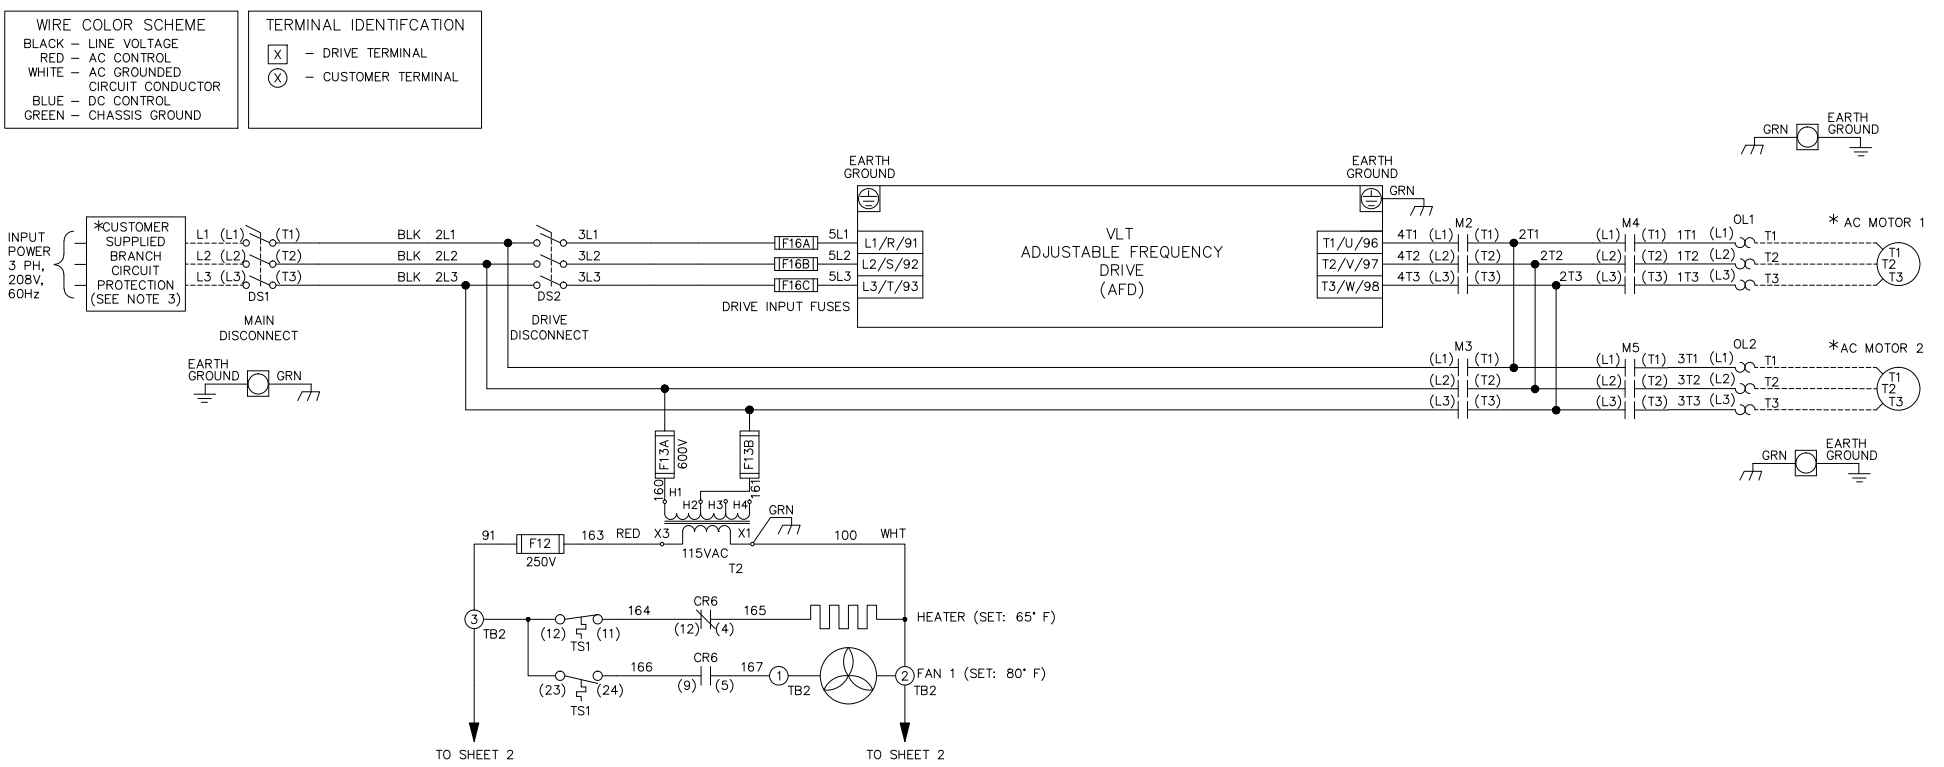 WIRE COLOR SCHEME
BLACK – LINE VOLTAGE
RED – AC CONTROL
WHITE – AC GROUNDED
CIRCUIT CONDUCTOR
BLUE – DC CONTROL
GREEN – CHASSIS GROUND
TERMINAL IDENTIFCATION
X – DRIVE TERMINAL
X – CUSTOMER TERMINAL
GRN
EARTH
GROUND
EARTH
GROUND
EARTH
GROUND
GRN
INPUT
POWER
3 PH,
208V,
60Hz
*CUSTOMER
SUPPLIED
BRANCH
CIRCUIT
PROTECTION
(SEE NOTE 3)
L1 (L1) (T1) BLK 2L1 3L1 F16A 5L1 L1/R/91
L2 (L2) (T2) BLK 2L2 3L2 F16B 5L2 L2/S/92
L3 (L3) (T3) BLK 2L3 3L3 F16C 5L3 L3/T/93
DS1
MAIN
DISCONNECT
DS2
DRIVE
DISCONNECT
DRIVE INPUT FUSES
VLT
ADJUSTABLE FREQUENCY
DRIVE
(AFD)
M2 M4 OL1 * AC MOTOR 1
T1/U/96 4T1 (L1) (T1) 2T1 (L1) (T1) 1T1 (L1) T1 T1
T2/V/97 4T2 (L2) (T2) 2T2 (L2) (T2) 1T2 (L2) T2 T2
T3/W/98 4T3 (L3) (T3) 2T3 (L3) (T3) 1T3 (L3) T3 T3
EARTH
GROUND
GRN
M3 M5 OL2 *AC MOTOR 2
(L1) (T1) (L1) (T1) 3T1 (L1) T1 T1
(L2) (T2) (L2) (T2) 3T2 (L2) T2 T2
(L3) (T3) (L3) (T3) 3T3 (L3) T3 T3
GRN
EARTH
GROUND
F13A
600V
F13B
160
H1
H2 H3 H4
161
GRN
91 F12 163 RED X3 X1 100 WHT
250V
115VAC
T2
3
TB2
(12) (11)
TS1
164
CR6
(12) (4)
165
HEATER (SET: 65° F)
(23) (24)
TS1
166
CR6
(9) (5)
167
1
TB2
2
TB2
FAN 1 (SET: 80° F)
TO SHEET 2
TO SHEET 2